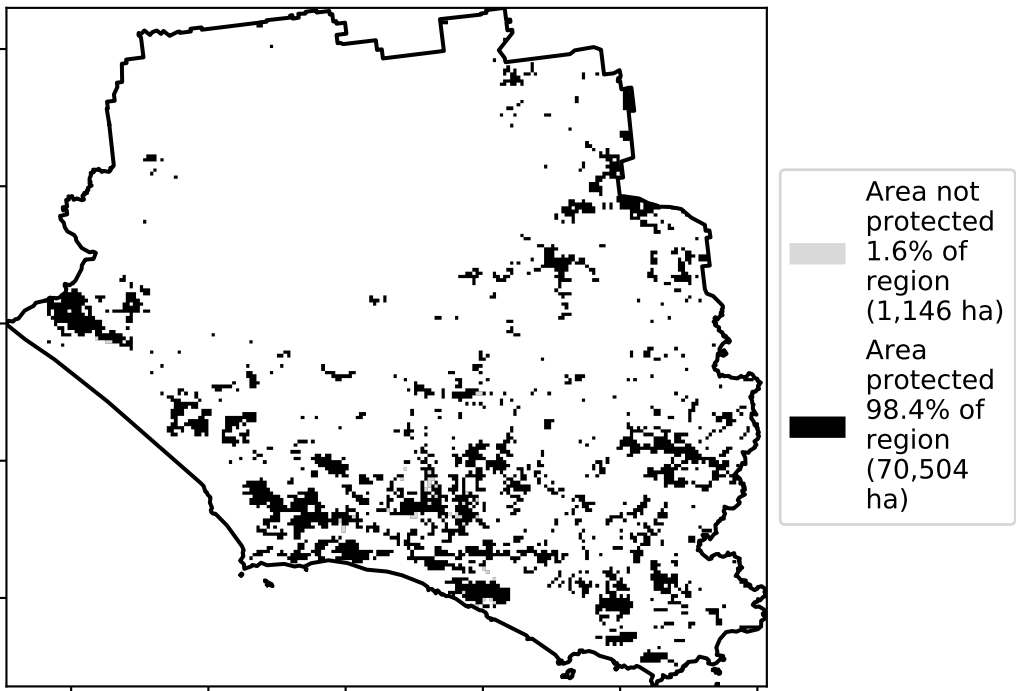 Area not
protected
1.6% of
region
(1,146 ha)
Area
protected
98.4% of
region
(70,504
ha)